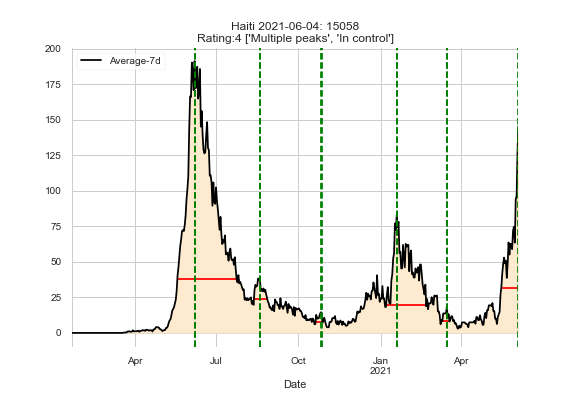 Haiti 2021-06-04: 15058
Rating:4 ['Multiple peaks', 'In control']
Average-7d
200
175
150
125
100
75
50
25
0
Apr
Jul
Oct
Jan
2021
Apr
Date